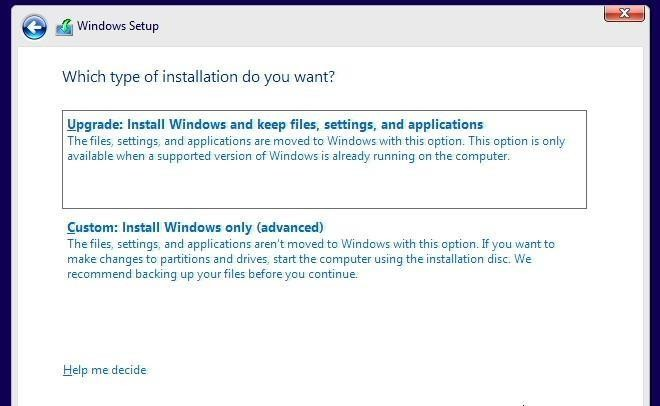 Windows Setup
Which type of installation do you want?
Upgrade: Install Windows and keep files, settings, and applications
The files, settings, and applications are moved to Windows with this option. This option is only
available when a supported version of Windows is already running on the computer.
Custom: Install Windows only (advanced)
The files, settings, and applications aren't moved to Windows with this option. If you want to
make changes to partitions and drives, start the computer using the installation disc. We
recommend backing up your files before you continue.
Help me decide